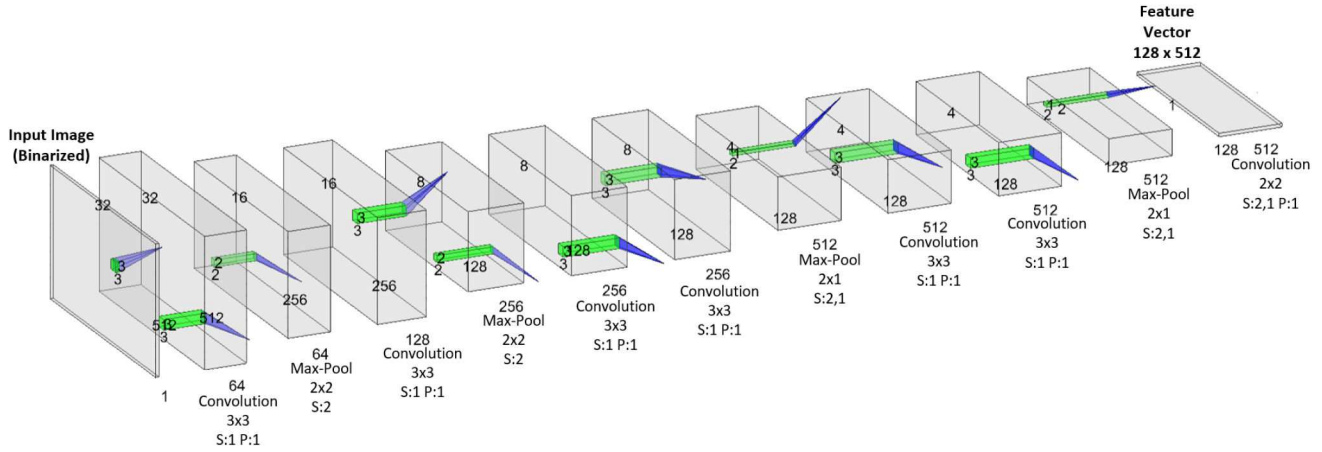 Input Image
(Binarized)
32
3
3
512
1
32
3
3
512
64
Convolution
3x3
S:1 P:1
16
2
2
256
64
Max-Pool
2x2
S:2
16
3
3
256
128
Convolution
3x3
S:1 P:1
8
2
2
128
256
Max-Pool
2x2
S:2
8
3
3
128
256
Convolution
3x3
S:1 P:1
8
3
3
128
256
Convolution
3x3
S:1 P:1
4
1
2
128
512
Max-Pool
2x1
S:2,1
4
3
3
128
512
Convolution
3x3
S:1 P:1
4
3
3
128
512
Convolution
3x3
S:1 P:1
1
2
2
128
512
Max-Pool
2x1
S:2,1
Feature
Vector
128 x 512
1
128
512
Convolution
2x2
S:2,1 P:1